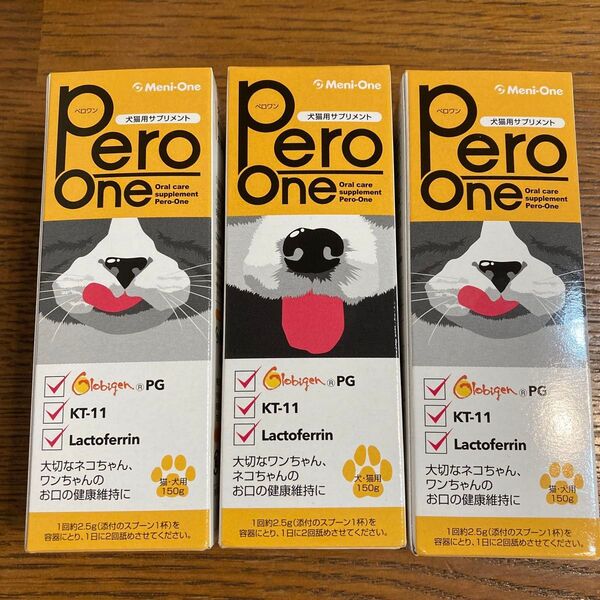 Meni-One
Pero
ペロワン
犬猫用サプリメント
One
Oral care
supplement
Pero-One
Globigen® PG
KT-11
Lactoferrin
大切なネコちゃん、
ワンちゃんの
お口の健康維持に
猫・犬用
150g
1回約2.5g(添付のスプーン1杯)を
容器にとり、1日に2回舐めさせてください。
Meni-One
Pero
ペロワン
犬猫用サプリメント
One
Oral care
supplement
Pero-One
Globigen® PG
KT-11
Lactoferrin
大切なワンちゃん、
ネコちゃんの
お口の健康維持に
犬・猫用
150g
1回約2.5g(添付のスプーン1杯)を
容器にとり、1日に2回舐めさせてください。
Meni-One
Pero
ペロワン
犬猫用サプリメント
One
Oral care
supplement
Pero-One
Globigen® PG
KT-11
Lactoferrin
大切なネコちゃん、
ワンちゃんの
お口の健康維持に
猫・犬用
150g
1回約2.5g(添付のスプーン1杯)を
容器にとり、1日に2回舐めさせてください。